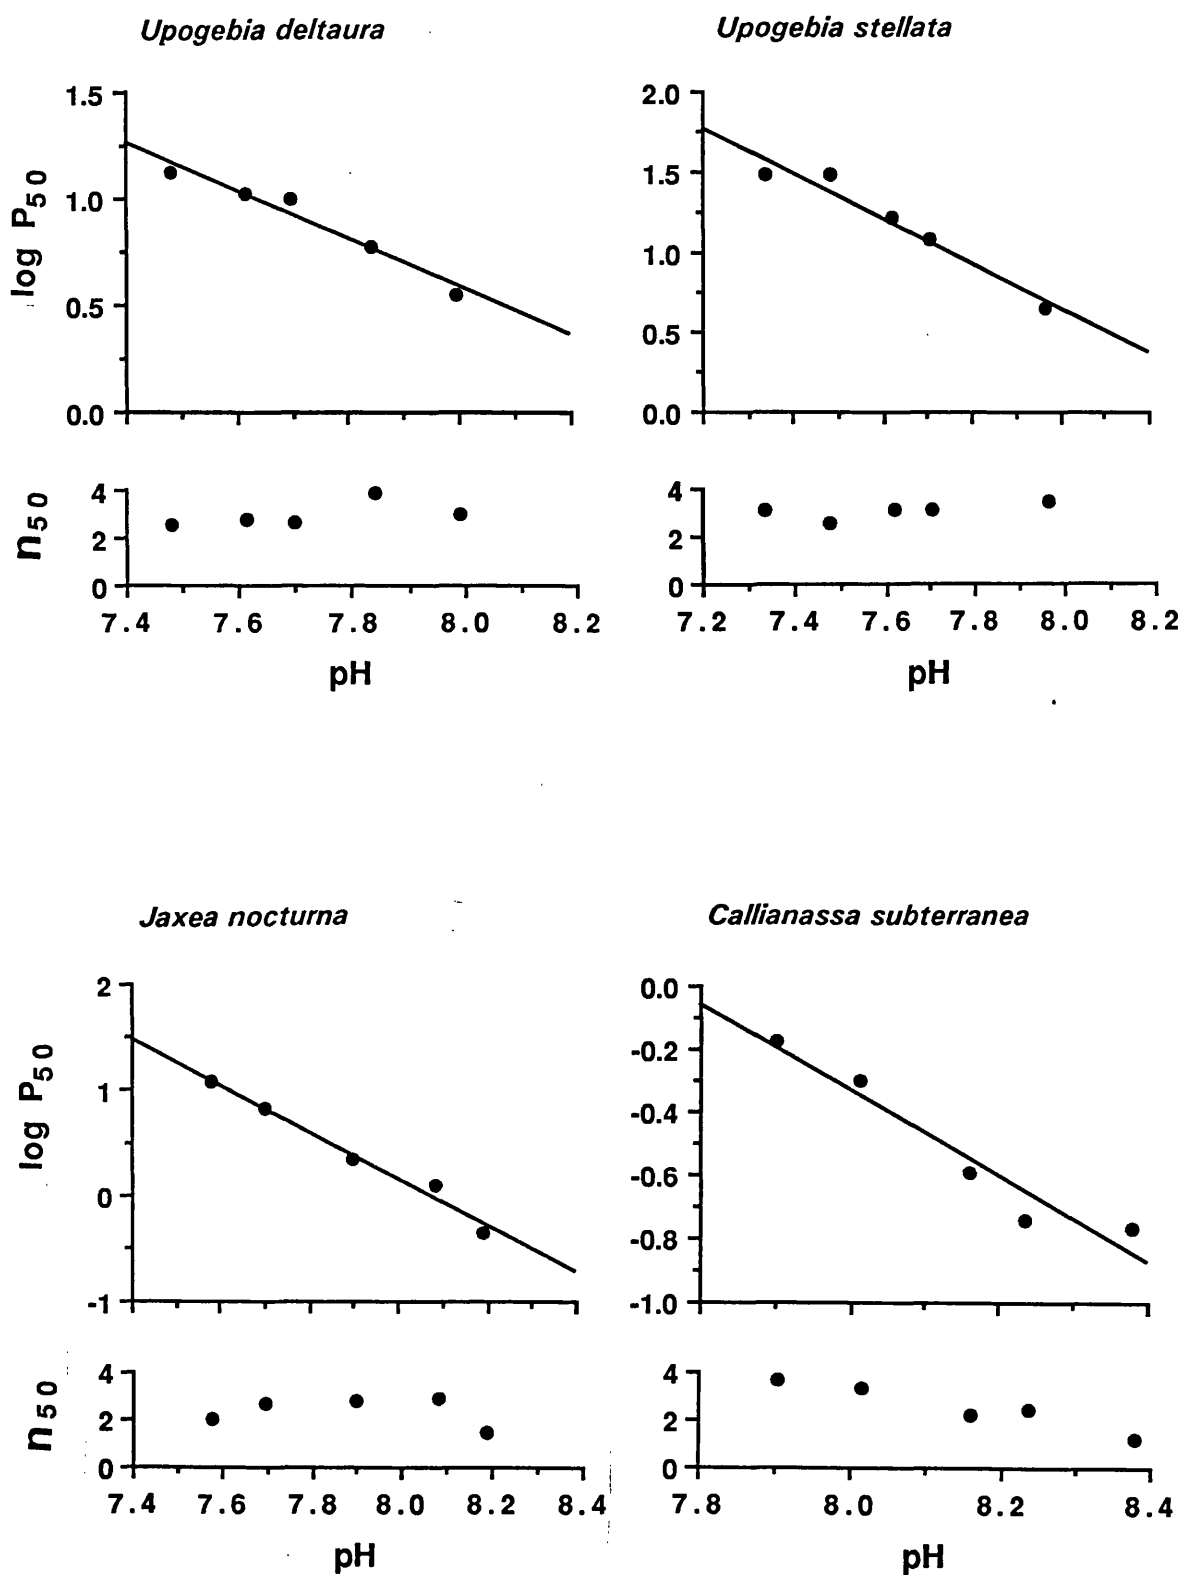 Upogebia deltaura
1.5
1.0
0.5
0.0
log P50
4
2
0
n50
7.4 7.6 7.8 8.0 8.2
pH
Upogebia stellata
2.0
1.5
1.0
0.5
0.0
4
2
0
7.2 7.4 7.6 7.8 8.0 8.2
pH
Jaxea nocturna
2
1
0
-1
log P50
4
2
0
n50
7.4 7.6 7.8 8.0 8.2 8.4
pH
Callianassa subterranea
0.0
-0.2
-0.4
-0.6
-0.8
-1.0
4
2
0
7.8 8.0 8.2 8.4
pH